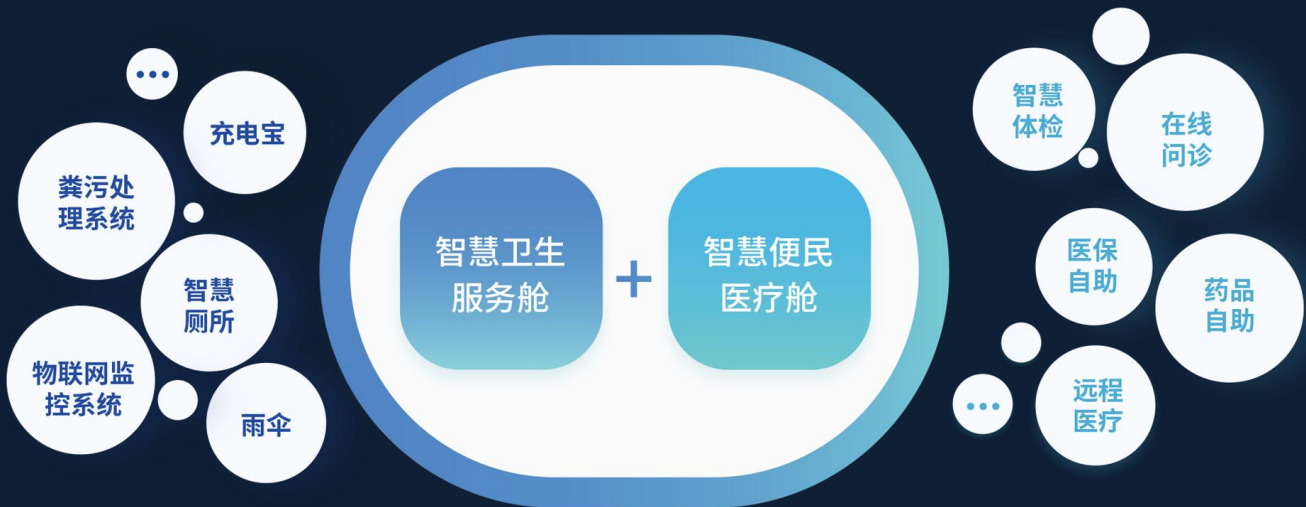 •••
充电宝
粪污处
理系统
智慧
厕所
物联网监
控系统
雨伞
智慧卫生
服务舱
+
智慧便民
医疗舱
智慧
体检
在线
问诊
医保
自助
药品
自助
远程
医疗
•••